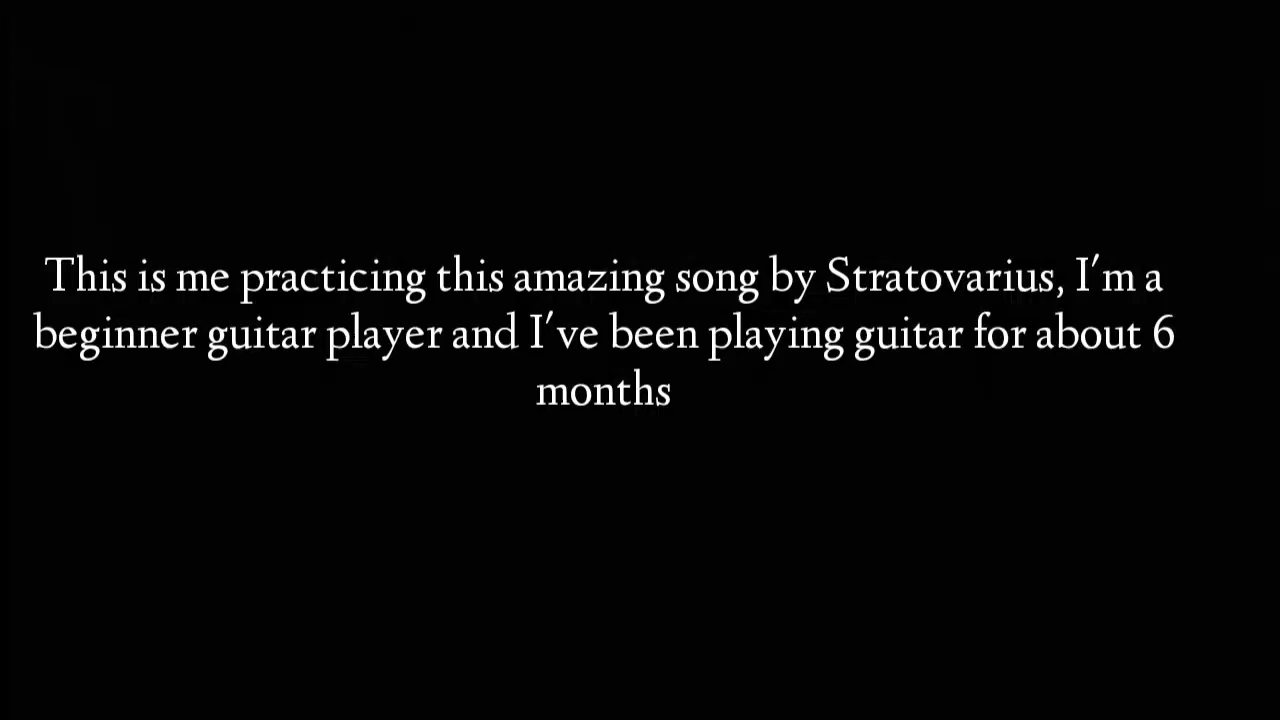 This is me practicing this amazing song by Stratovarius, I'm a
beginner guitar player and I've been playing guitar for about 6
months